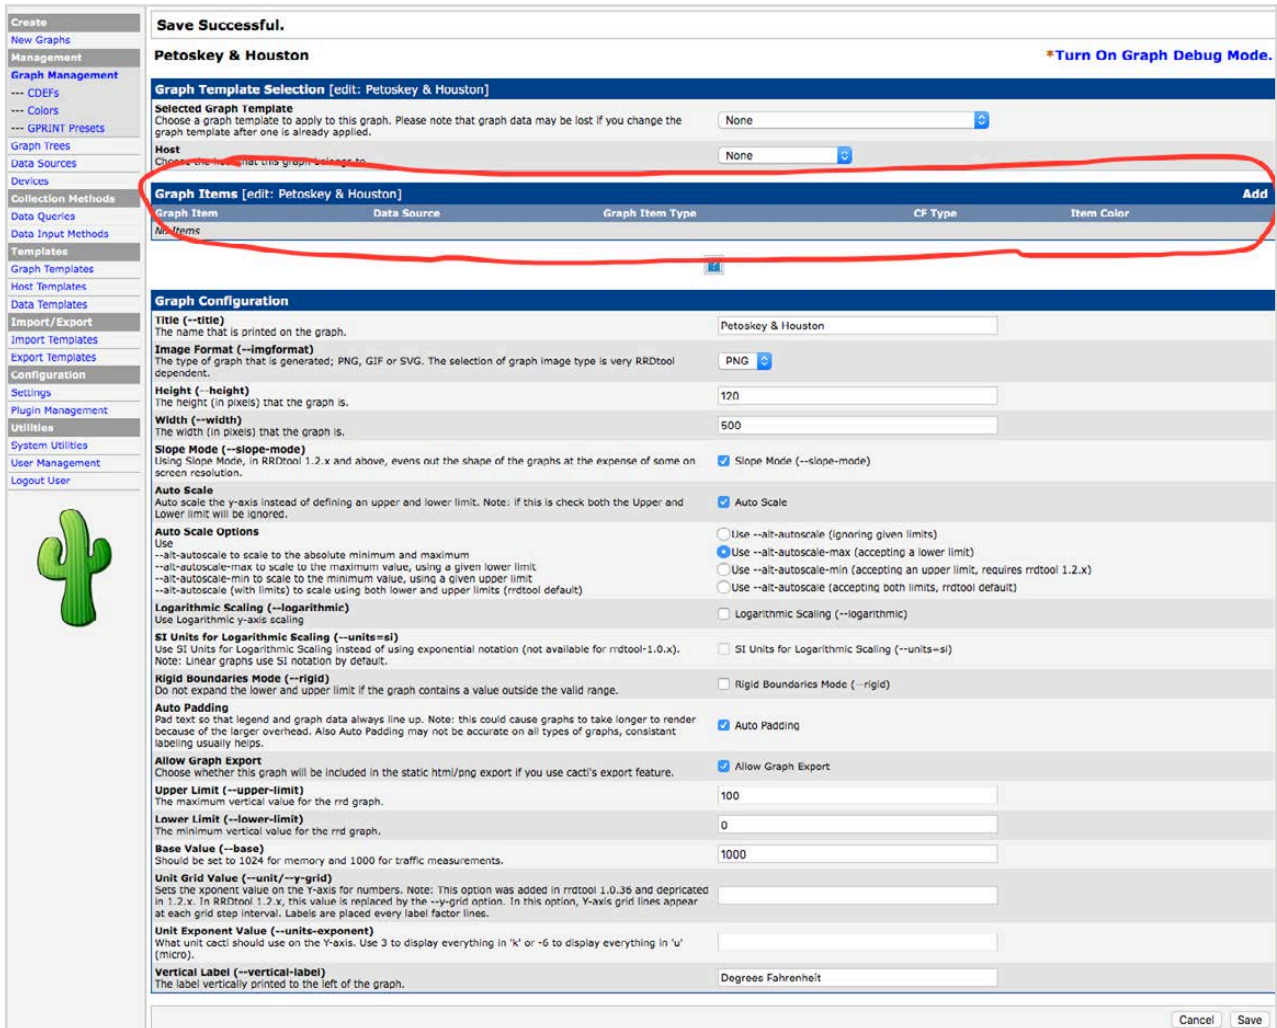 Create
New Graphs
Management
Graph Management
--- CDEFs
--- Colors
--- GPRINT Presets
Graph Trees
Data Sources
Devices
Collection Methods
Data Queries
Data Input Methods
Templates
Graph Templates
Host Templates
Data Templates
Import/Export
Import Templates
Export Templates
Configuration
Settings
Plugin Management
Utilities
System Utilities
User Management
Logout User
Save Successful.
Petoskey & Houston
*Turn On Graph Debug Mode.
Graph Template Selection [edit: Petoskey & Houston]
Selected Graph Template
Choose a graph template to apply to this graph. Please note that graph data may be lost if you change the
graph template after one is already applied.
None
Host
Choose the host that this graph belongs to.
None
Graph Items [edit: Petoskey & Houston]
Add
Graph Item Data Source Graph Item Type CF Type Item Color
No Items
Graph Configuration
Title (--title)
The name that is printed on the graph.
Petoskey & Houston
Image Format (--imgformat)
The type of graph that is generated; PNG, GIF or SVG. The selection of graph image type is very RRDtool
dependent.
PNG
Height (--height)
The height (in pixels) that the graph is.
120
Width (--width)
The width (in pixels) that the graph is.
500
Slope Mode (--slope-mode)
Using Slope Mode, in RRDtool 1.2.x and above, evens out the shape of the graphs at the expense of some on
screen resolution.
Slope Mode (--slope-mode)
Auto Scale
Auto scale the y-axis instead of defining an upper and lower limit. Note: if this is check both the Upper and
Lower limit will be ignored.
Auto Scale
Auto Scale Options
Use
--alt-autoscale to scale to the absolute minimum and maximum
--alt-autoscale-max to scale to the maximum value, using a given lower limit
--alt-autoscale-min to scale to the minimum value, using a given upper limit
--alt-autoscale (with limits) to scale using both lower and upper limits (rrdtool default)
Use --alt-autoscale (ignoring given limits)
Use --alt-autoscale-max (accepting a lower limit)
Use --alt-autoscale-min (accepting an upper limit, requires rrdtool 1.2.x)
Use --alt-autoscale (accepting both limits, rrdtool default)
Logarithmic Scaling (--logarithmic)
Use Logarithmic y-axis scaling
Logarithmic Scaling (--logarithmic)
SI Units for Logarithmic Scaling (--units=si)
Use SI Units for Logarithmic Scaling instead of using exponential notation (not available for rrdtool-1.0.x).
Note: Linear graphs use SI notation by default.
SI Units for Logarithmic Scaling (--units=si)
Rigid Boundaries Mode (--rigid)
Do not expand the lower and upper limit if the graph contains a value outside the valid range.
Rigid Boundaries Mode (--rigid)
Auto Padding
Pad text so that legend and graph data always line up. Note: this could cause graphs to take longer to render
because of the larger overhead. Also Auto Padding may not be accurate on all types of graphs, consistant
labeling usually helps.
Auto Padding
Allow Graph Export
Choose whether this graph will be included in the static html/png export if you use cacti's export feature.
Allow Graph Export
Upper Limit (--upper-limit)
The maximum vertical value for the rrd graph.
100
Lower Limit (--lower-limit)
The minimum vertical value for the rrd graph.
0
Base Value (--base)
Should be set to 1024 for memory and 1000 for traffic measurements.
1000
Unit Grid Value (--unit/--y-grid)
Sets the xponent value on the Y-axis for numbers. Note: This option was added in rrdtool 1.0.36 and depricated
in 1.2.x. In RRDtool 1.2.x, this value is replaced by the --y-grid option. In this option, Y-axis grid lines appear
at each grid step interval. Labels are placed every label factor lines.
Unit Exponent Value (--units-exponent)
What unit cacti should use on the Y-axis. Use 3 to display everything in 'k' or -6 to display everything in 'u'
(micro).
Vertical Label (--vertical-label)
The label vertically printed to the left of the graph.
Degrees Fahrenheit
Cancel Save